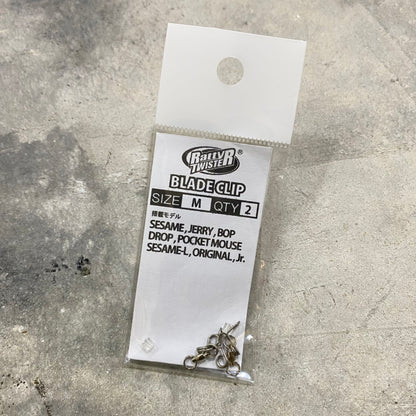 RattyR TWISTER ®
BLADE CLIP
SIZE M QTY 2
搭載モデル
SESAME, JERRY, BOP
DROP, POCKET MOUSE
SESAME-L, ORIGINAL, Jr.